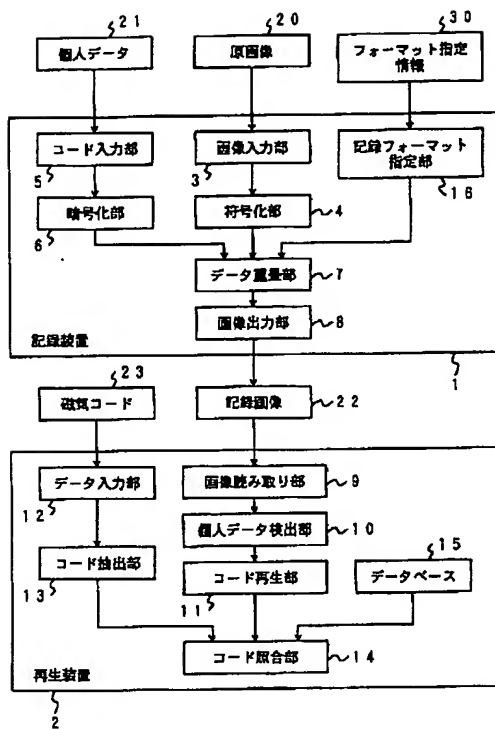 21
20
30
個人データ
原画像
フォーマット指定
情報
コード入力部
画像入力部
記録フォーマット
指定部
5
3
16
暗号化部
符号化部
4
6
データ重畳部
7
画像出力部
8
記録装置
1
23
磁気コード
記録画像
22
データ入力部
画像読み取り部
9
12
個人データ検出部
10
15
コード抽出部
コード再生部
データベース
13
11
コード照合部
14
再生装置
2